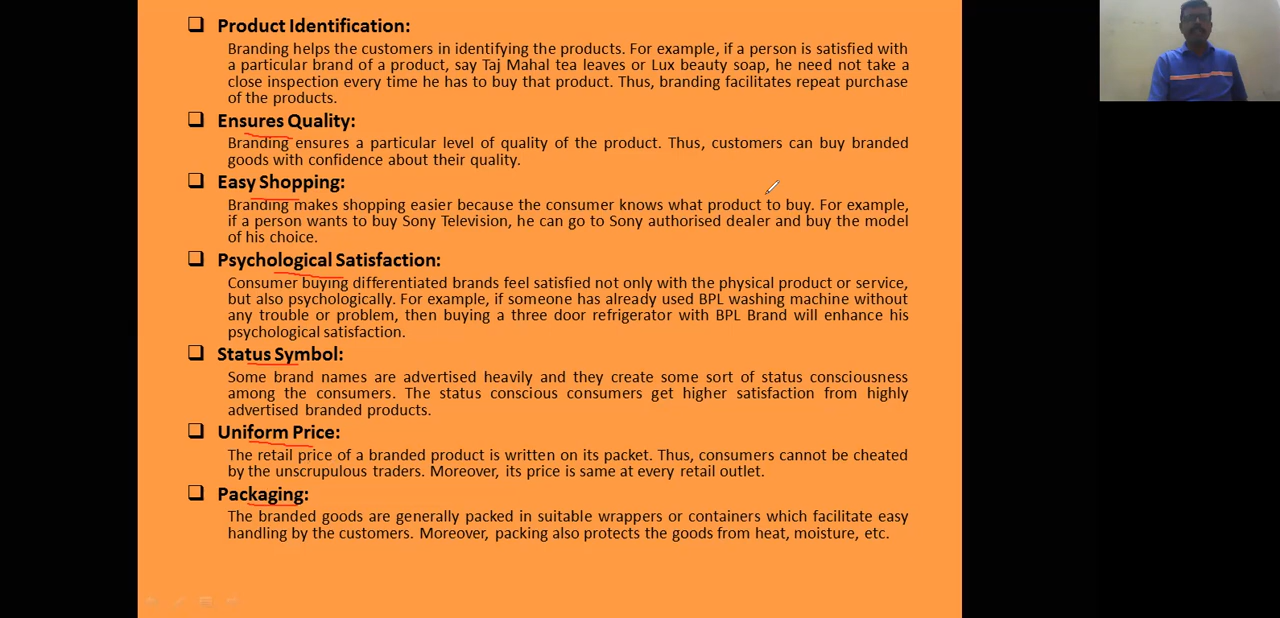 Product Identification:
Branding helps the customers in identifying the products. For example, if a person is satisfied with
a particular brand of a product, say Taj Mahal tea leaves or Lux beauty soap, he need not take a
close inspection every time he has to buy that product. Thus, branding facilitates repeat purchase
of the products.
Ensures Quality:
Branding ensures a particular level of quality of the product. Thus, customers can buy branded
goods with confidence about their quality.
Easy Shopping:
Branding makes shopping easier because the consumer knows what product to buy. For example,
if a person wants to buy Sony Television, he can go to Sony authorised dealer and buy the model
of his choice.
Psychological Satisfaction:
Consumer buying differentiated brands feel satisfied not only with the physical product or service,
but also psychologically. For example, if someone has already used BPL washing machine without
any trouble or problem, then buying a three door refrigerator with BPL Brand will enhance his
psychological satisfaction.
Status Symbol:
Some brand names are advertised heavily and they create some sort of status consciousness
among the consumers. The status conscious consumers get higher satisfaction from highly
advertised branded products.
Uniform Price:
The retail price of a branded product is written on its packet. Thus, consumers cannot be cheated
by the unscrupulous traders. Moreover, its price is same at every retail outlet.
Packaging:
The branded goods are generally packed in suitable wrappers or containers which facilitate easy
handling by the customers. Moreover, packing also protects the goods from heat, moisture, etc.